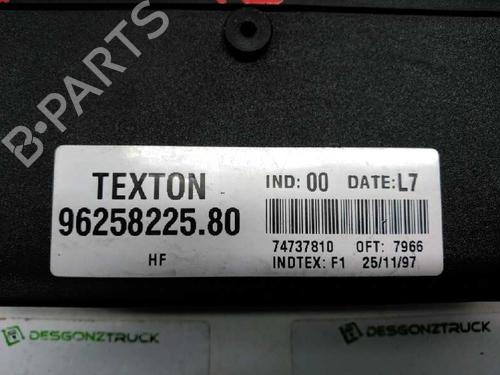 B-PARTS
TEXTON
96258225.80
HF
IND: 00 DATE: L7
74737810 OFT: 7966
INDTEX: F1 25/11/97
DESGONZTRUCK
DESGONZTRUCK